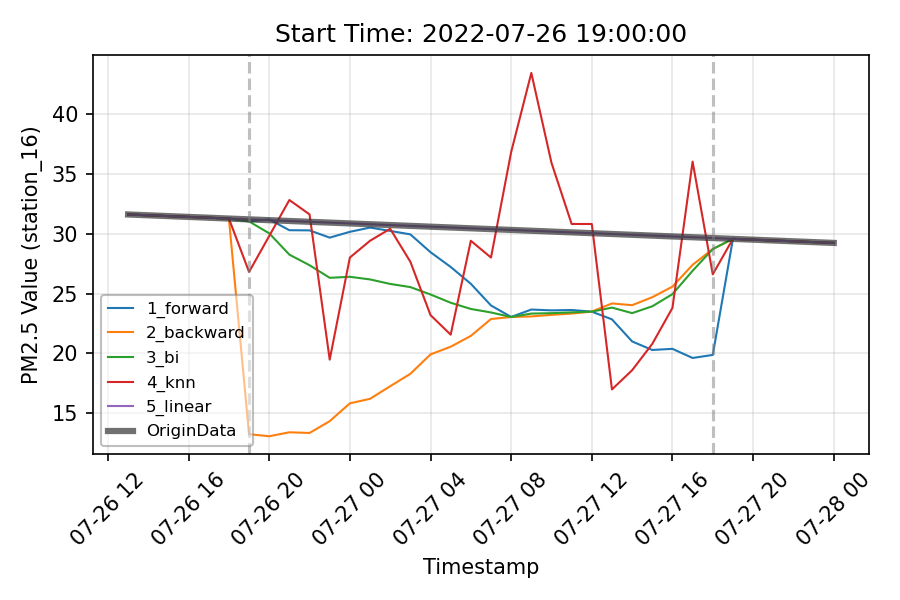 Start Time: 2022-07-26 19:00:00
PM2.5 Value (station_16)
40
35
30
25
20
15
1_forward
2_backward
3_bi
4_knn
5_linear
OriginData
07-26 12
07-26 16
07-26 20
07-27 00
07-27 04
07-27 08
07-27 12
07-27 16
07-27 20
07-28 00
Timestamp